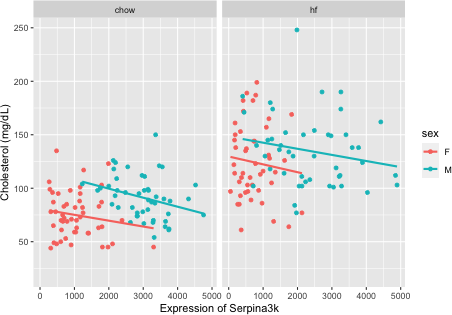 chow hf
Cholesterol (mg/dL)
250
200
150
100
50
0 1000 2000 3000 4000 5000 0 1000 2000 3000 4000 5000
Expression of Serpina3k
sex
F
M